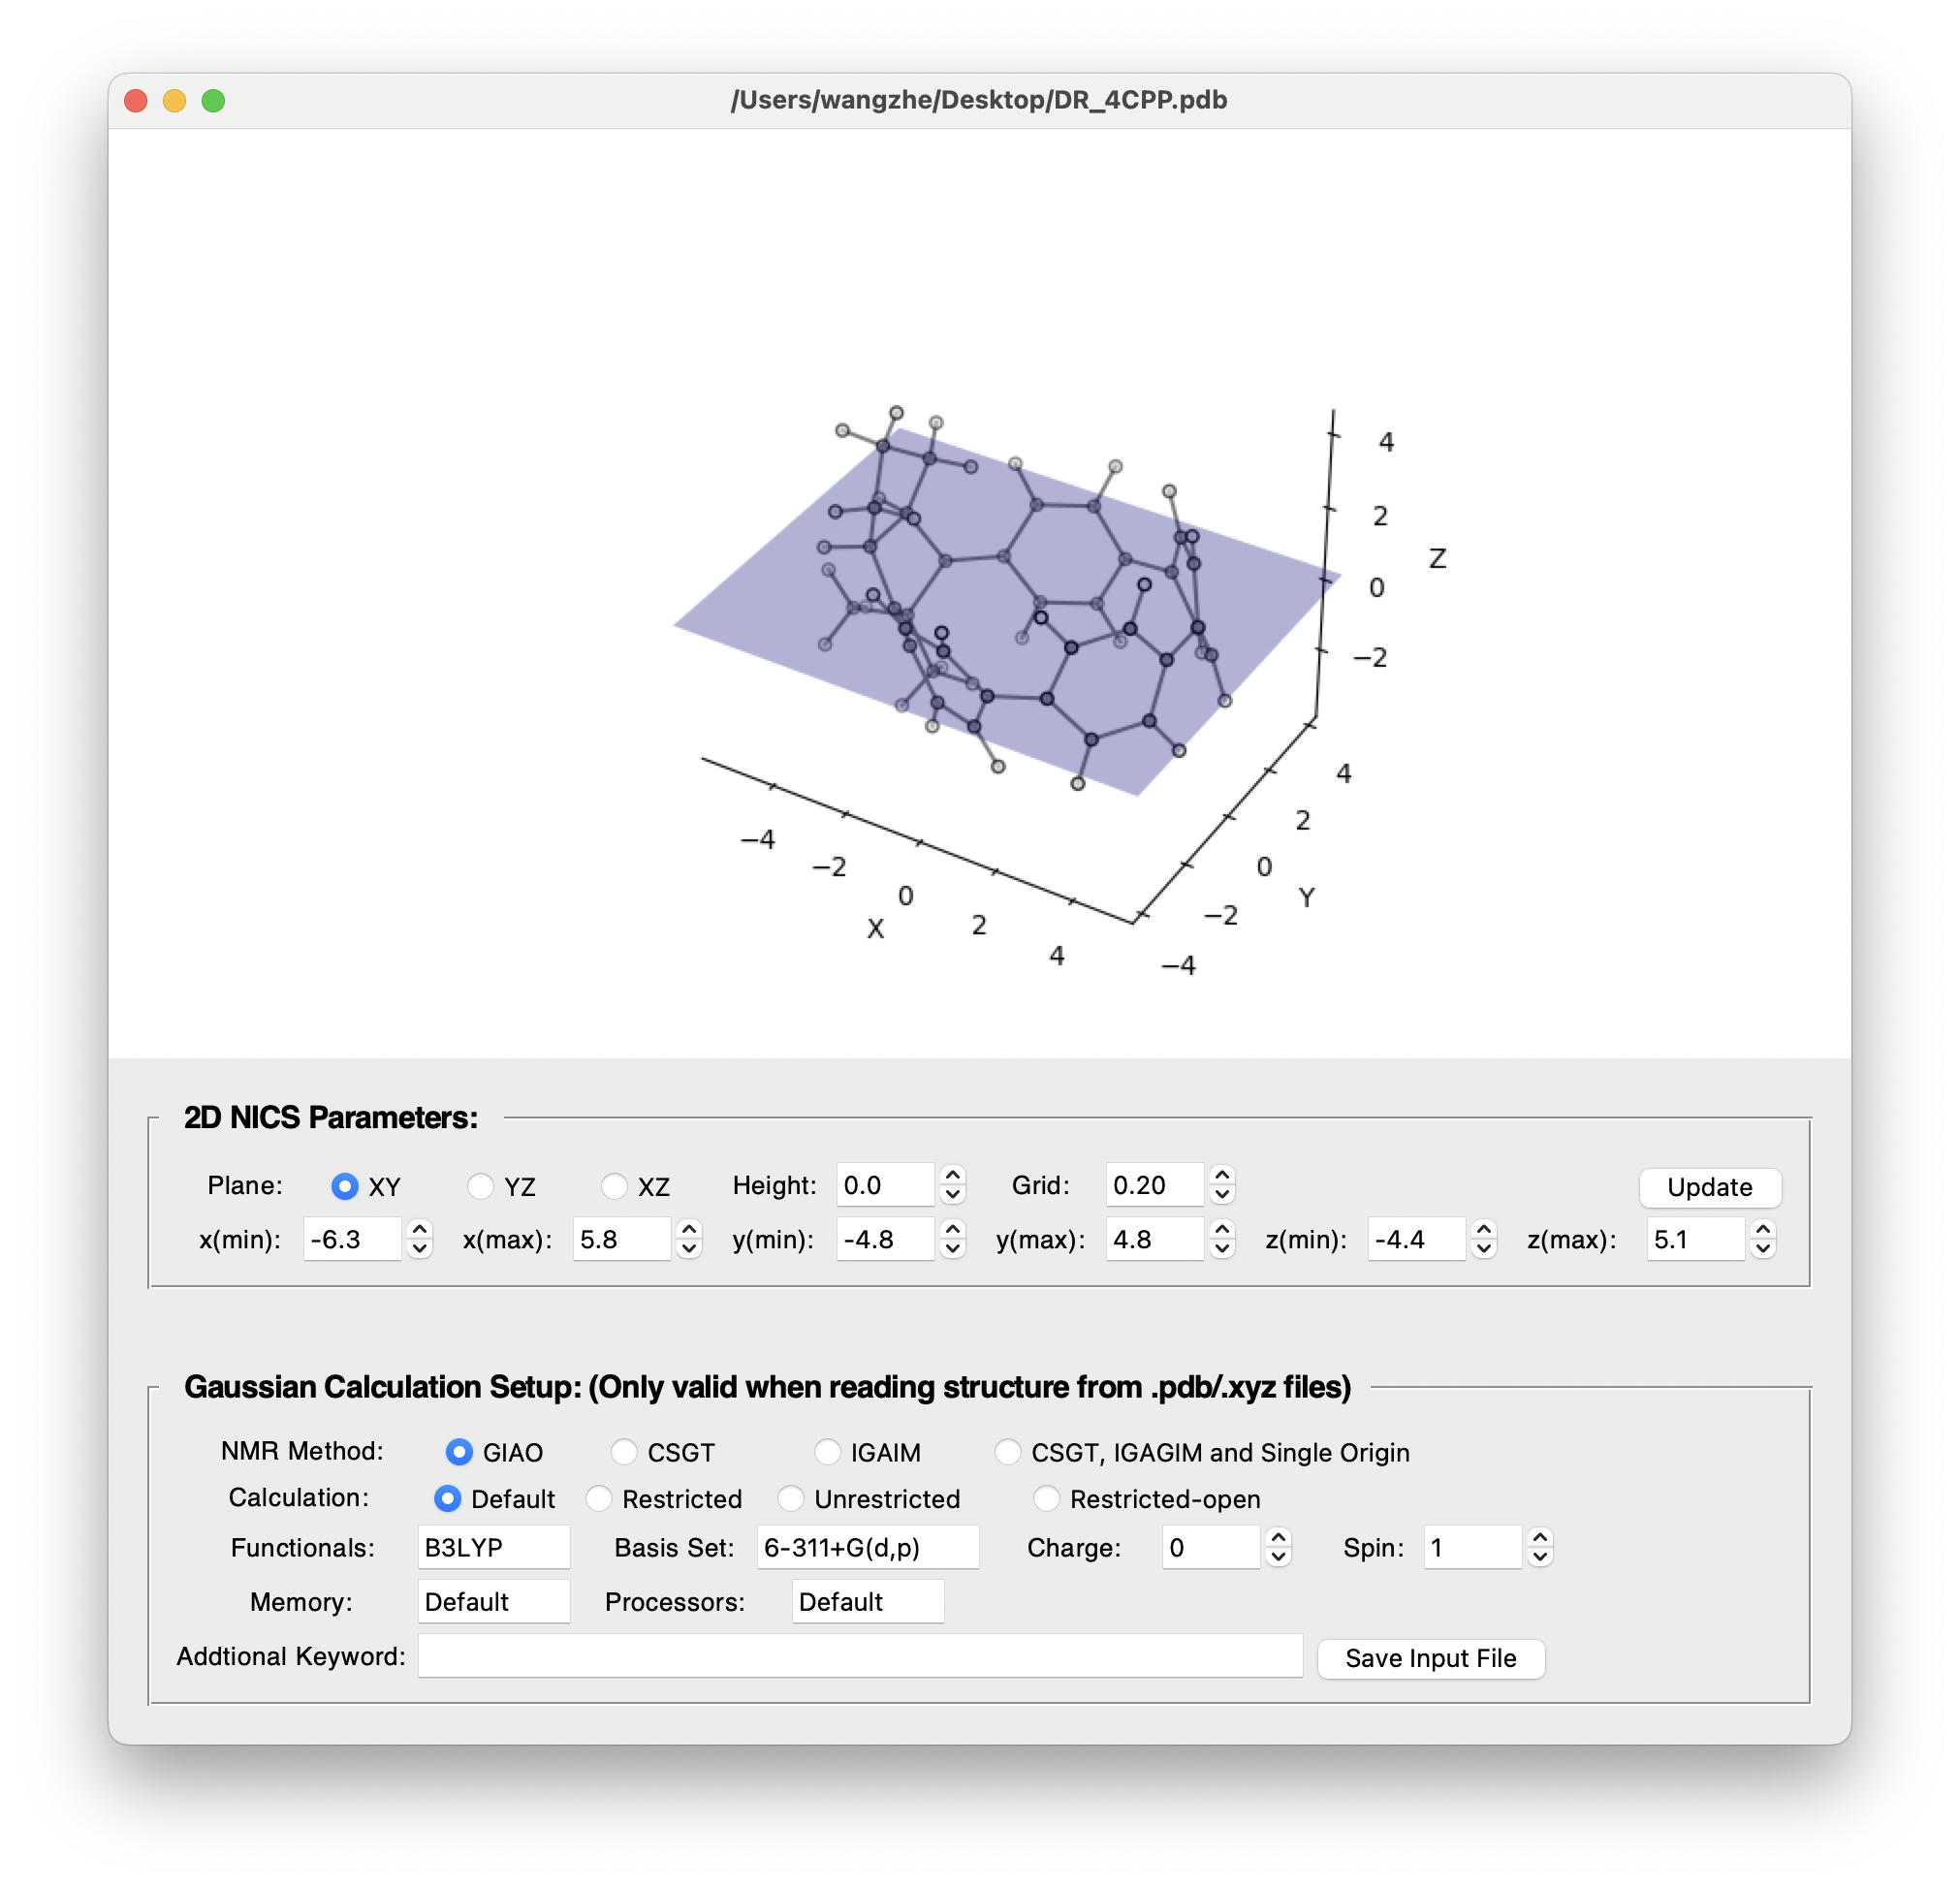 /Users/wangzhe/Desktop/DR_4CPP.pdb
4
2
Z
0
−2
4
−4
2
−2
0
0
Y
X
2
−2
4
−4
2D NICS Parameters:
Plane: XY YZ XZ Height: 0.0 Grid: 0.20 Update
x(min): -6.3 x(max): 5.8 y(min): -4.8 y(max): 4.8 z(min): -4.4 z(max): 5.1
Gaussian Calculation Setup: (Only valid when reading structure from .pdb/.xyz files)
NMR Method: GIAO CSGT IGAIM CSGT, IGAGIM and Single Origin
Calculation: Default Restricted Unrestricted Restricted-open
Functionals: B3LYP Basis Set: 6-311+G(d,p) Charge: 0 Spin: 1
Memory: Default Processors: Default
Addtional Keyword: Save Input File